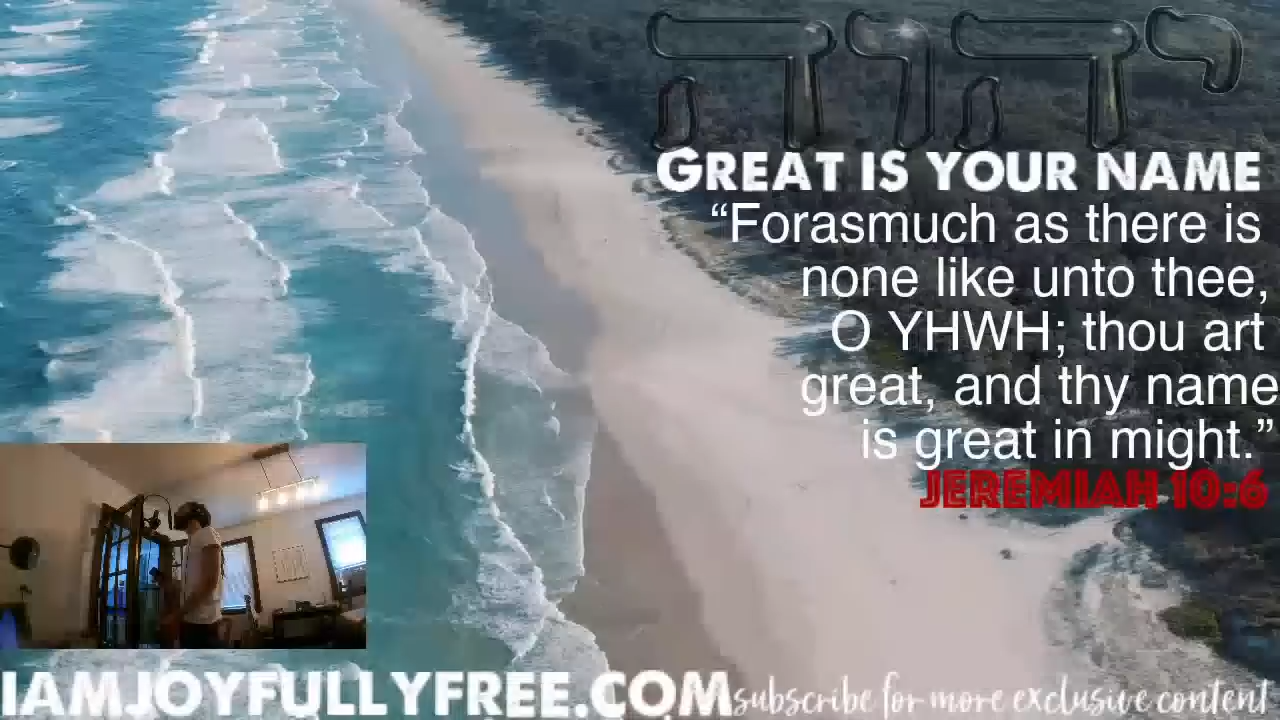 יהוה
GREAT IS YOUR NAME
“Forasmuch as there is
none like unto thee,
O YHWH; thou art
great, and thy name
is great in might.”
JEREMIAH 10:6
IAMJOYFULLYFREE.COM
subscribe for more exclusive content